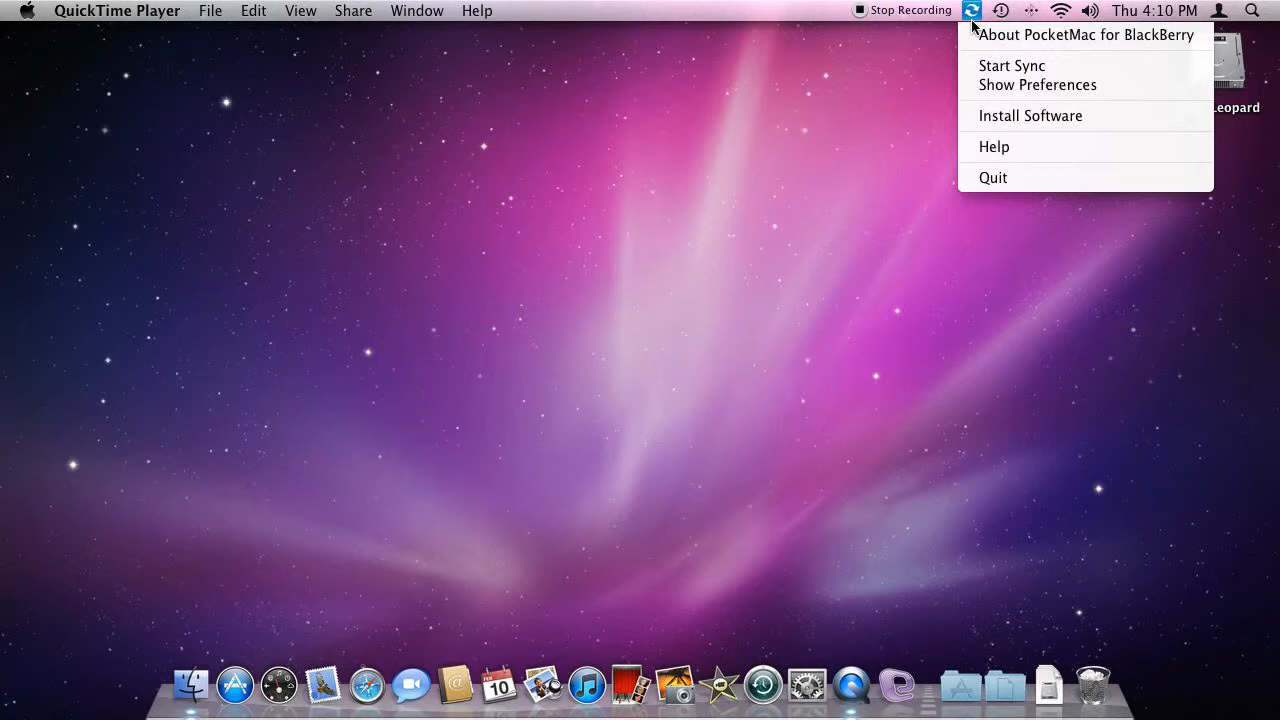 QuickTime Player File Edit View Share Window Help Stop Recording Thu 4:10 PM
About PocketMac for BlackBerry
Start Sync
Show Preferences
Install Software
Help
Quit
Leopard
FEB
10